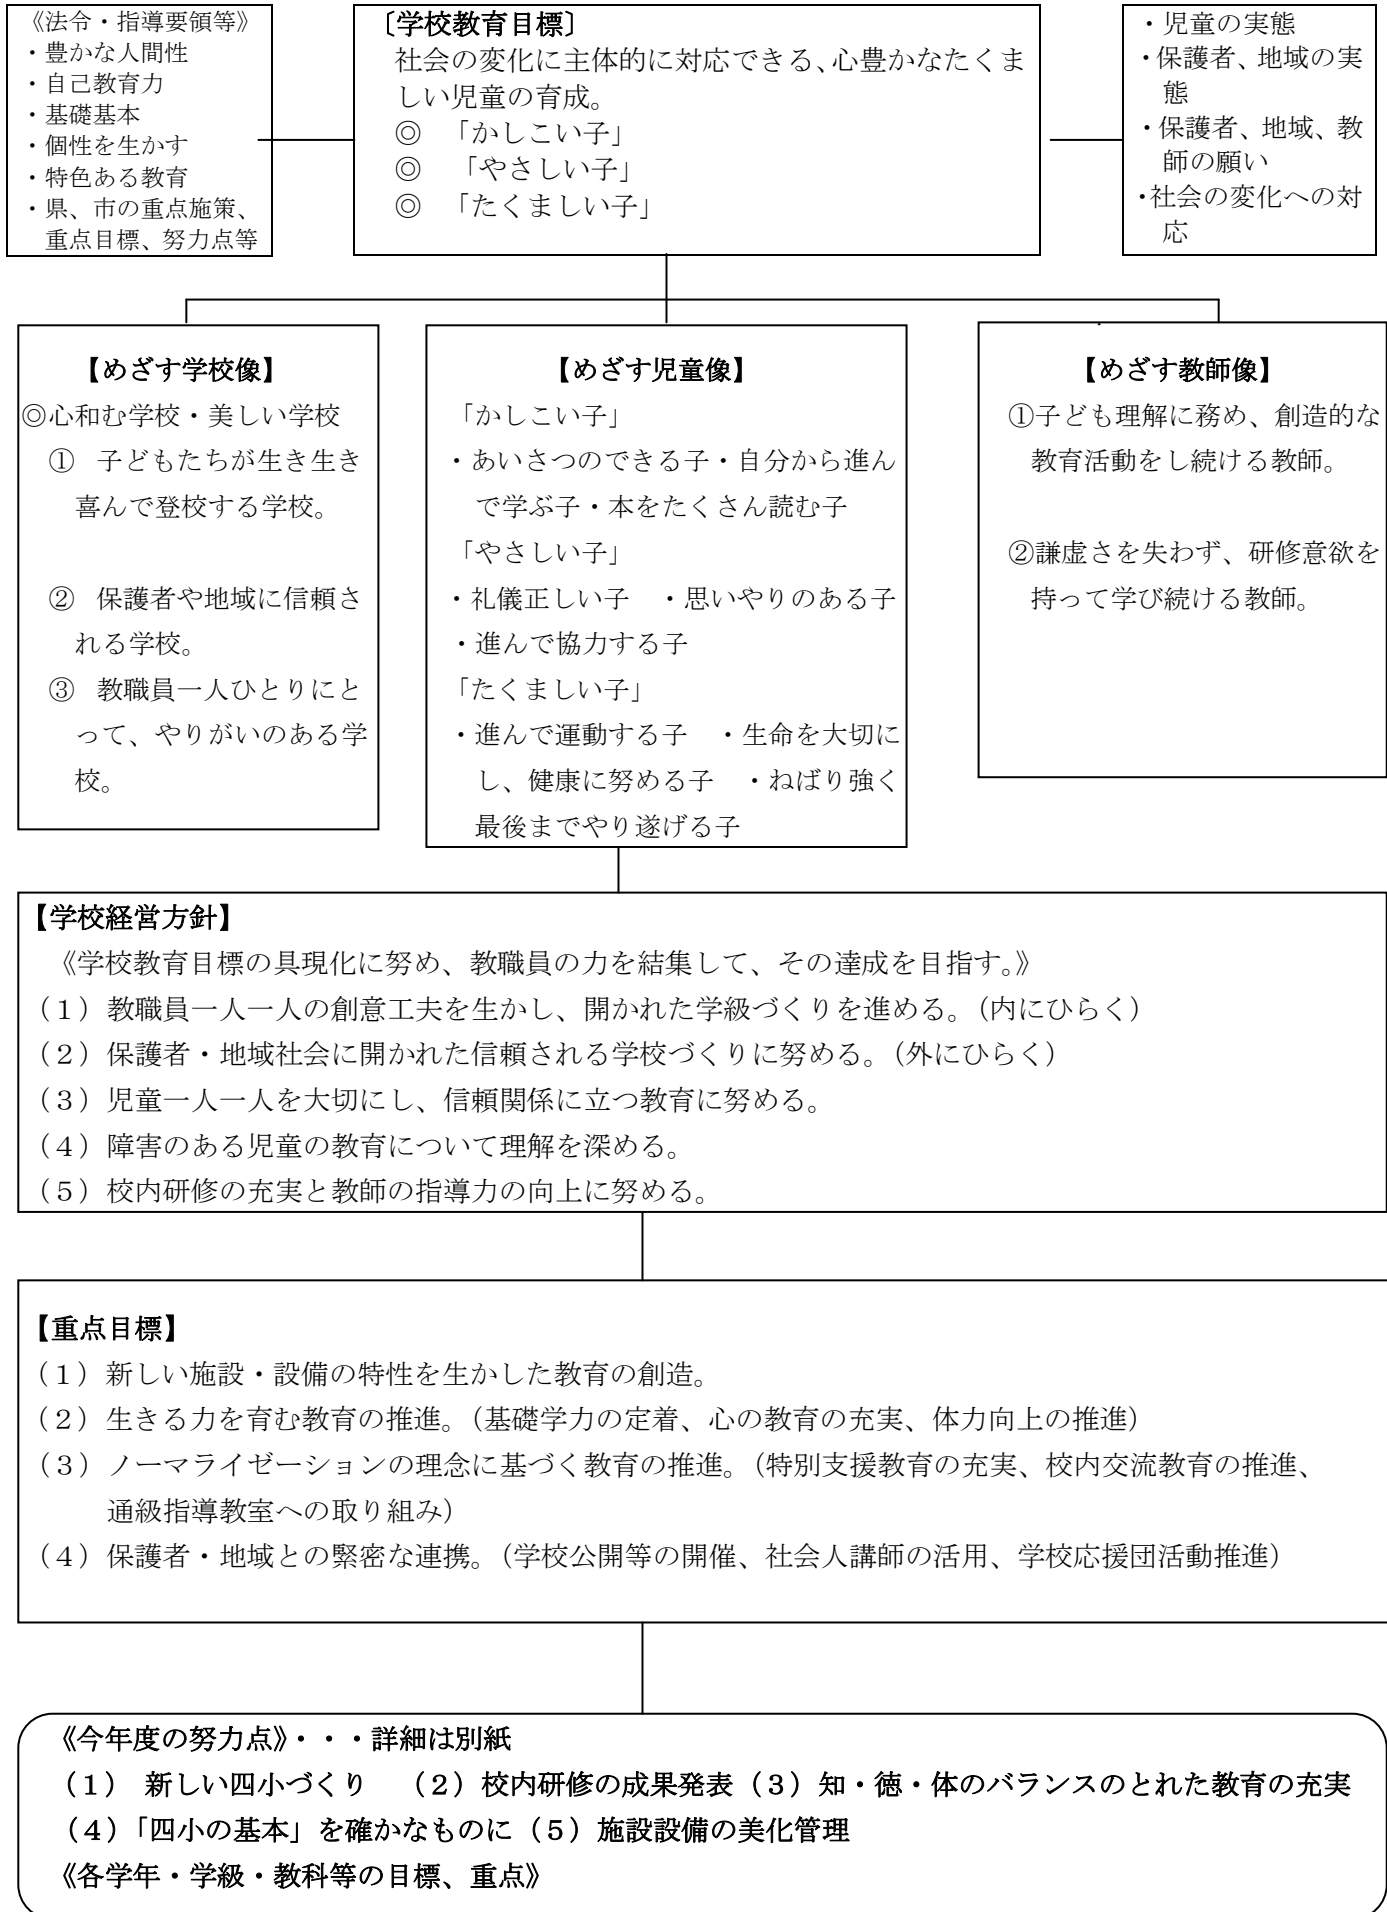 《法令・指導要領等》
・豊かな人間性
・自己教育力
・基礎基本
・個性を生かす
・特色ある教育
・県、市の重点施策、
重点目標、努力点等
〔学校教育目標〕
社会の変化に主体的に対応できる、心豊かなたくま
しい児童の育成。
◎　「かしこい子」
◎　「やさしい子」
◎　「たくましい子」
・児童の実態
・保護者、地域の実
態
・保護者、地域、教
師の願い
・社会の変化への対
応
【めざす学校像】
◎心和む学校・美しい学校
①　子どもたちが生き生き
喜んで登校する学校。
②　保護者や地域に信頼さ
れる学校。
③　教職員一人ひとりにと
って、やりがいのある学
校。
【めざす児童像】
「かしこい子」
・あいさつのできる子・自分から進ん
で学ぶ子・本をたくさん読む子
「やさしい子」
・礼儀正しい子　・思いやりのある子
・進んで協力する子
「たくましい子」
・進んで運動する子　・生命を大切に
し、健康に努める子　・ねばり強く
最後までやり遂げる子
【めざす教師像】
①子ども理解に務め、創造的な
教育活動をし続ける教師。
②謙虚さを失わず、研修意欲を
持って学び続ける教師。
【学校経営方針】
《学校教育目標の具現化に努め、教職員の力を結集して、その達成を目指す。》
（１）教職員一人一人の創意工夫を生かし、開かれた学級づくりを進める。（内にひらく）
（２）保護者・地域社会に開かれた信頼される学校づくりに努める。（外にひらく）
（３）児童一人一人を大切にし、信頼関係に立つ教育に努める。
（４）障害のある児童の教育について理解を深める。
（５）校内研修の充実と教師の指導力の向上に努める。
【重点目標】
（１）新しい施設・設備の特性を生かした教育の創造。
（２）生きる力を育む教育の推進。（基礎学力の定着、心の教育の充実、体力向上の推進）
（３）ノーマライゼーションの理念に基づく教育の推進。（特別支援教育の充実、校内交流教育の推進、
通級指導教室への取り組み）
（４）保護者・地域との緊密な連携。（学校公開等の開催、社会人講師の活用、学校応援団活動推進）
《今年度の努力点》・・・詳細は別紙
（１）　新しい四小づくり　（２）校内研修の成果発表（３）知・徳・体のバランスのとれた教育の充実
（４）「四小の基本」を確かなものに（５）施設設備の美化管理
《各学年・学級・教科等の目標、重点》